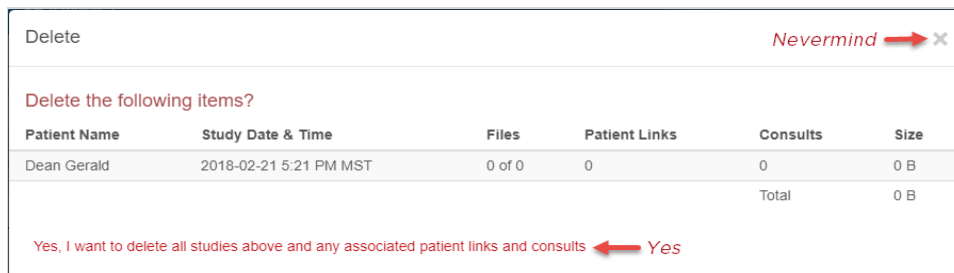 Delete
Nevermind
Delete the following items?
Patient Name Study Date & Time Files Patient Links Consults Size
Dean Gerald 2018-02-21 5:21 PM MST 0 of 0 0 0 0 B
Total 0 B
Yes, I want to delete all studies above and any associated patient links and consults Yes